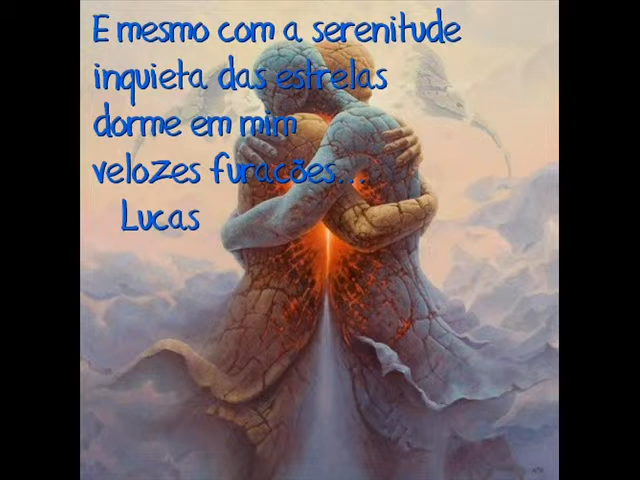 E mesmo com a serenitude
inquieta das estrelas
dorme em mim
velozes furacões...
Lucas